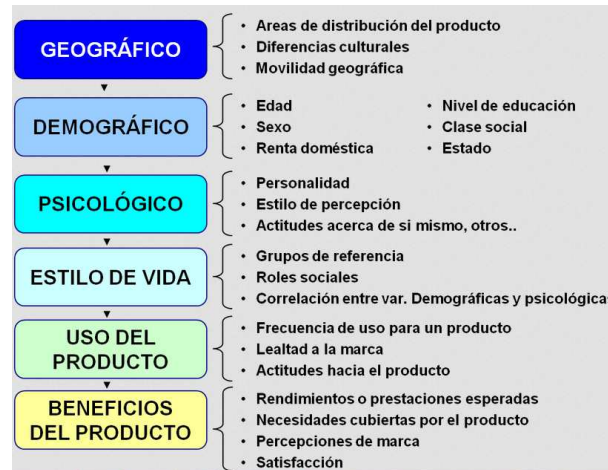 GEOGRÁFICO
• Areas de distribución del producto
• Diferencias culturales
• Movilidad geográfica
DEMOGRÁFICO
• Edad
• Sexo
• Renta doméstica
• Nivel de educación
• Clase social
• Estado
PSICOLÓGICO
• Personalidad
• Estilo de percepción
• Actitudes acerca de si mismo, otros..
ESTILO DE VIDA
• Grupos de referencia
• Roles sociales
• Correlación entre var. Demográficas y psicológicas
USO DEL
PRODUCTO
• Frecuencia de uso para un producto
• Lealtad a la marca
• Actitudes hacia el producto
BENEFICIOS
DEL PRODUCTO
• Rendimientos o prestaciones esperadas
• Necesidades cubiertas por el producto
• Percepciones de marca
• Satisfacción